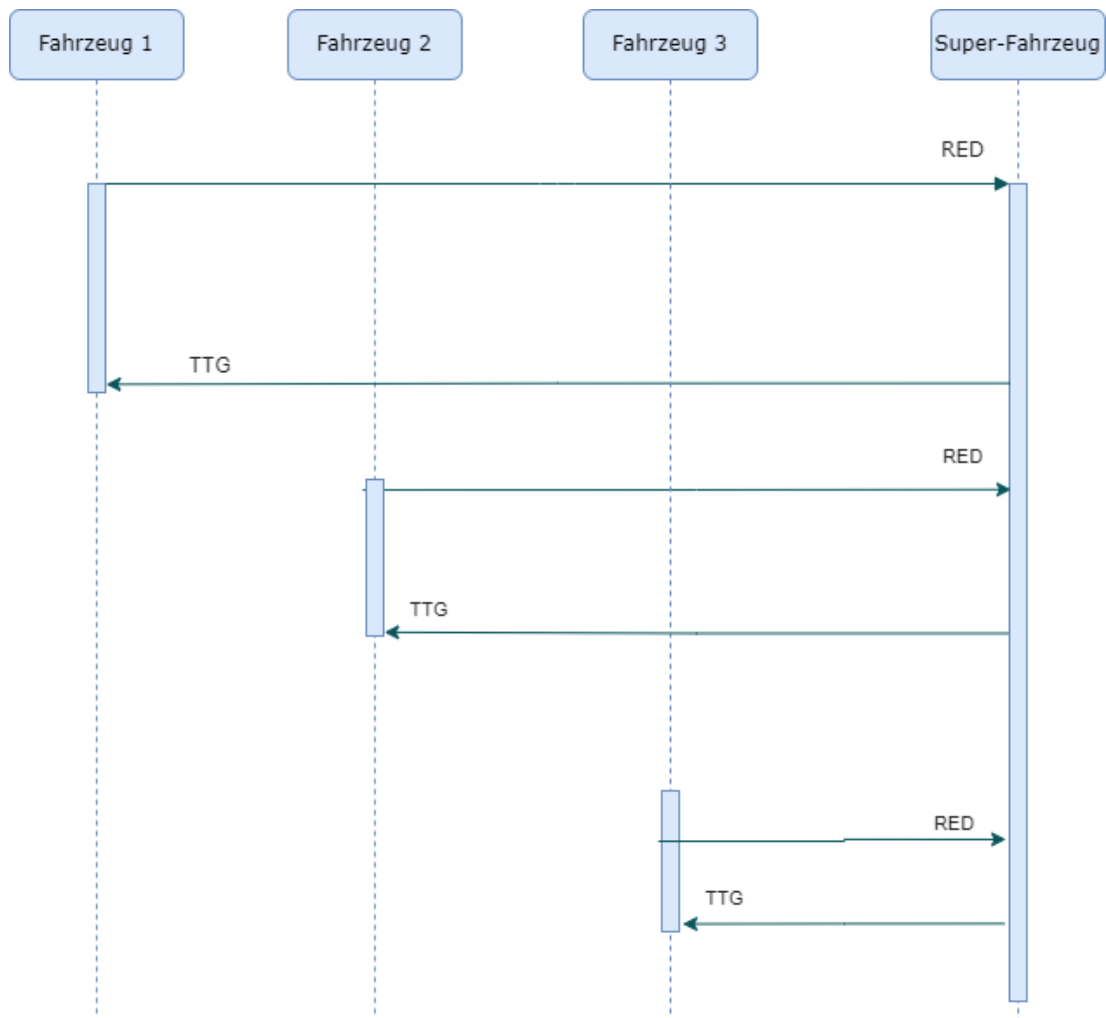 Fahrzeug 1
Fahrzeug 2
Fahrzeug 3
Super-Fahrzeug
RED
TTG
RED
TTG
RED
TTG